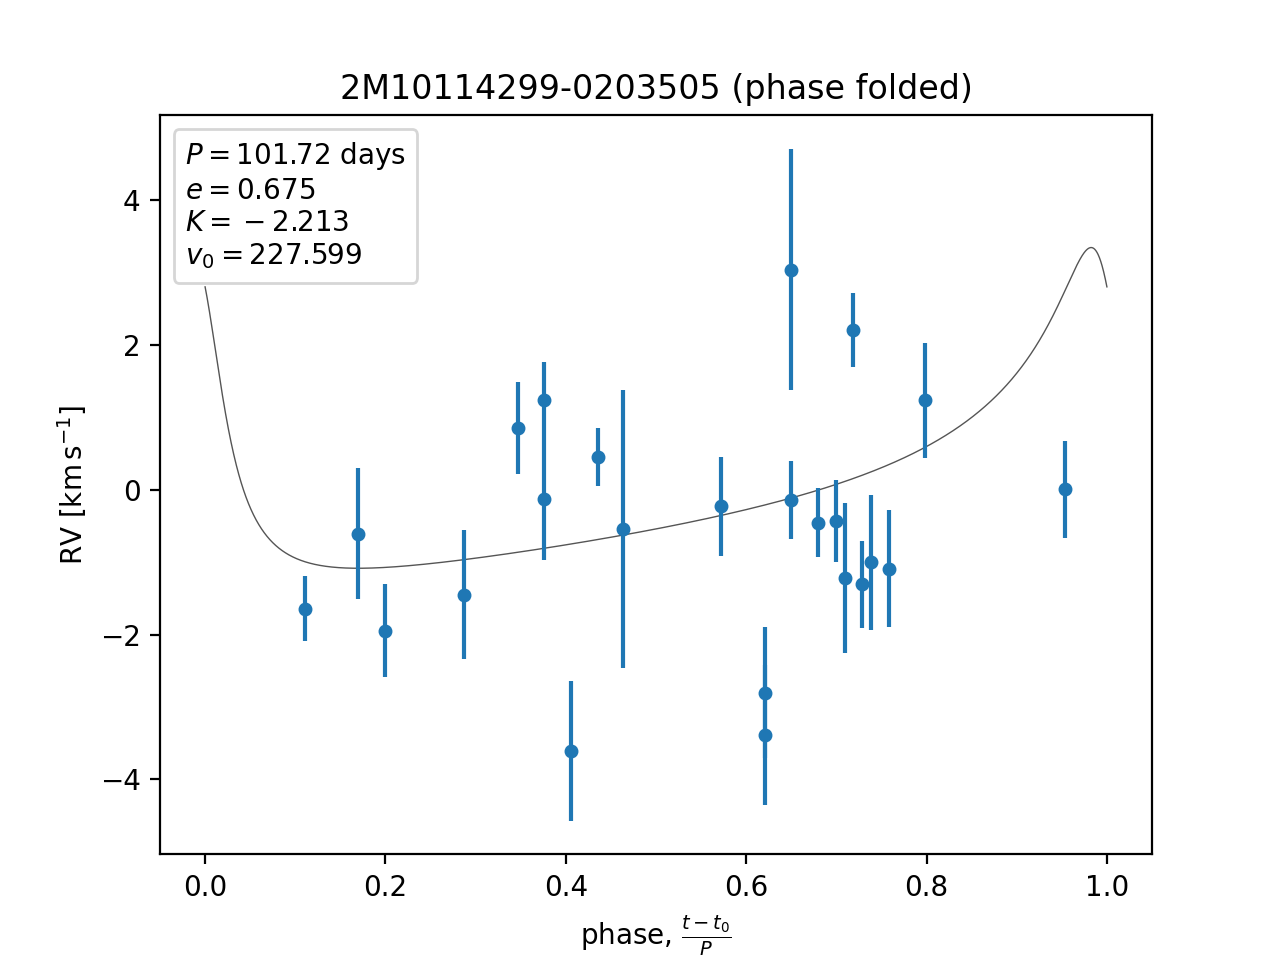 2M10114299-0203505 (phase folded)
P = 101.72 days
e = 0.675
K = −2.213
v₀ = 227.599
4
2
0
−2
−4
RV [km s⁻¹]
0.0 0.2 0.4 0.6 0.8 1.0
phase, (t − t₀)/P